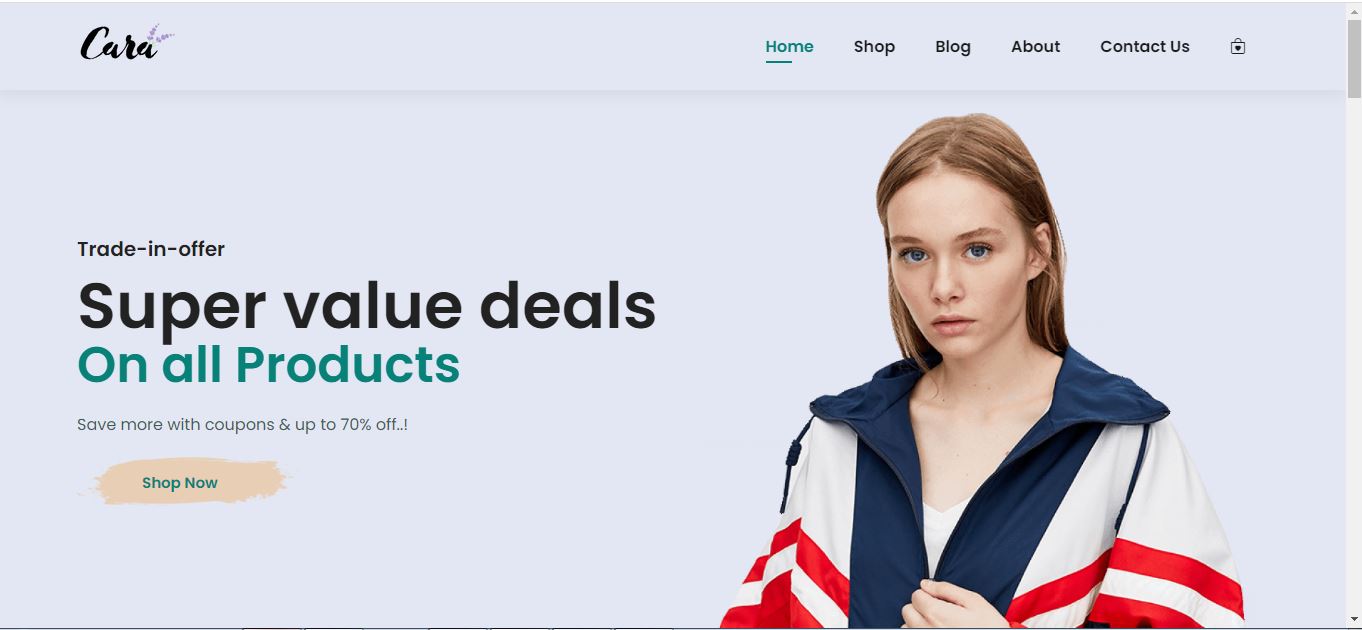 Cara
Home Shop Blog About Contact Us
Trade-in-offer
Super value deals
On all Products
Save more with coupons & up to 70% off..!
Shop Now